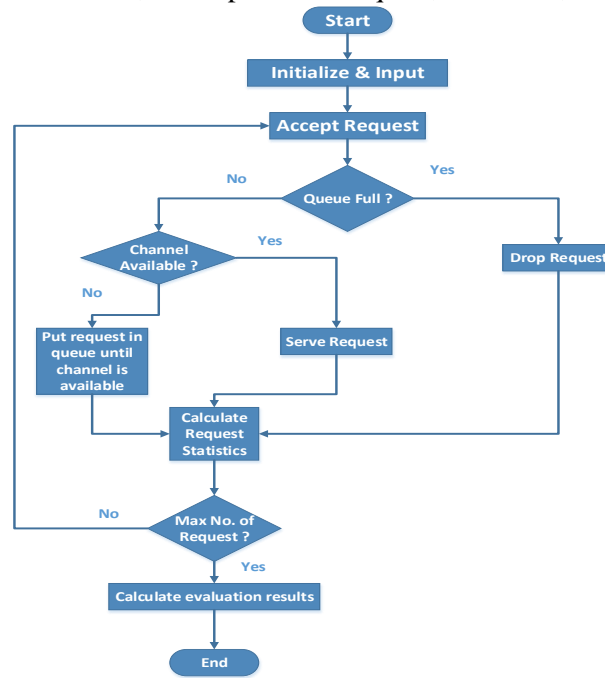 Start
Initialize & Input
Accept Request
No
Yes
Queue Full ?
Channel
Available ?
Yes
Drop Request
No
Put request in
queue until
channel is
available
Serve Request
Calculate
Request
Statistics
No
Max No. of
Request ?
Yes
Calculate evaluation results
End